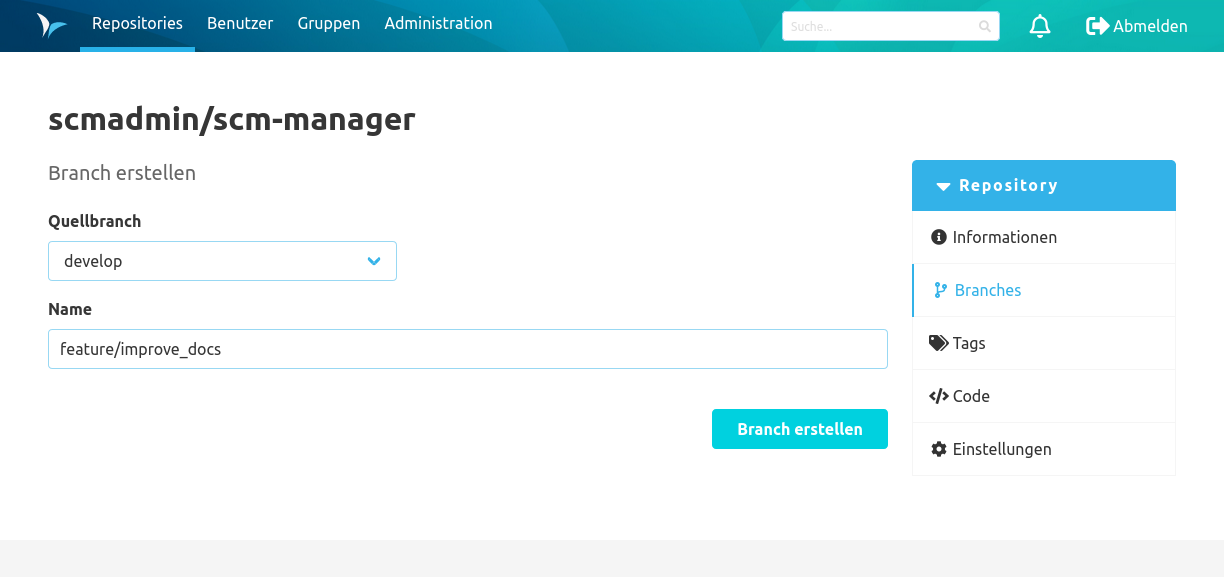 Repositories Benutzer Gruppen Administration Suche... Abmelden
scmadmin/scm-manager
Branch erstellen
Quellbranch
develop
Name
feature/improve_docs
Branch erstellen
Repository
Informationen
Branches
Tags
Code
Einstellungen